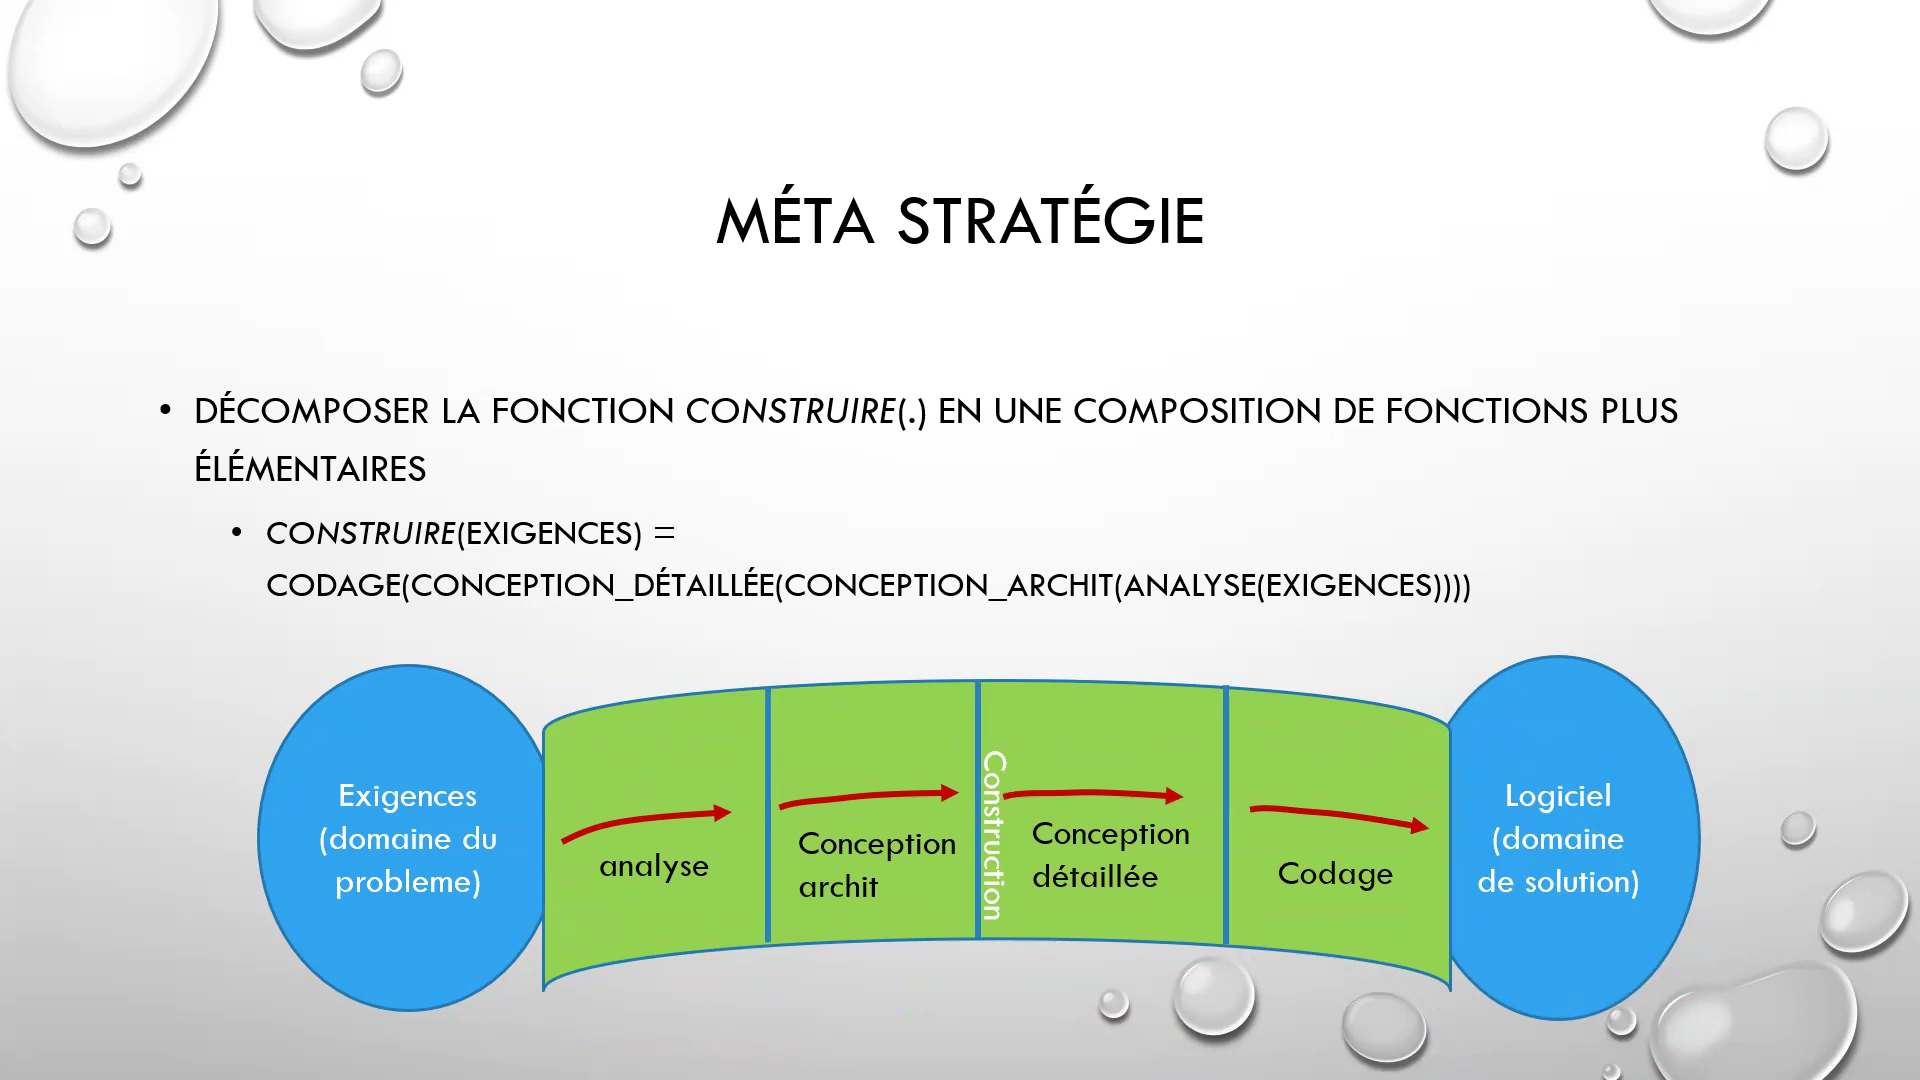 MÉTA STRATÉGIE
• DÉCOMPOSER LA FONCTION CONSTRUIRE(.) EN UNE COMPOSITION DE FONCTIONS PLUS
ÉLÉMENTAIRES
• CONSTRUIRE(EXIGENCES) =
CODAGE(CONCEPTION_DÉTAILLÉE(CONCEPTION_ARCHIT(ANALYSE(EXIGENCES))))
Exigences
(domaine du
probleme)
analyse
Conception
archit
Construction
Conception
détaillée
Codage
Logiciel
(domaine
de solution)